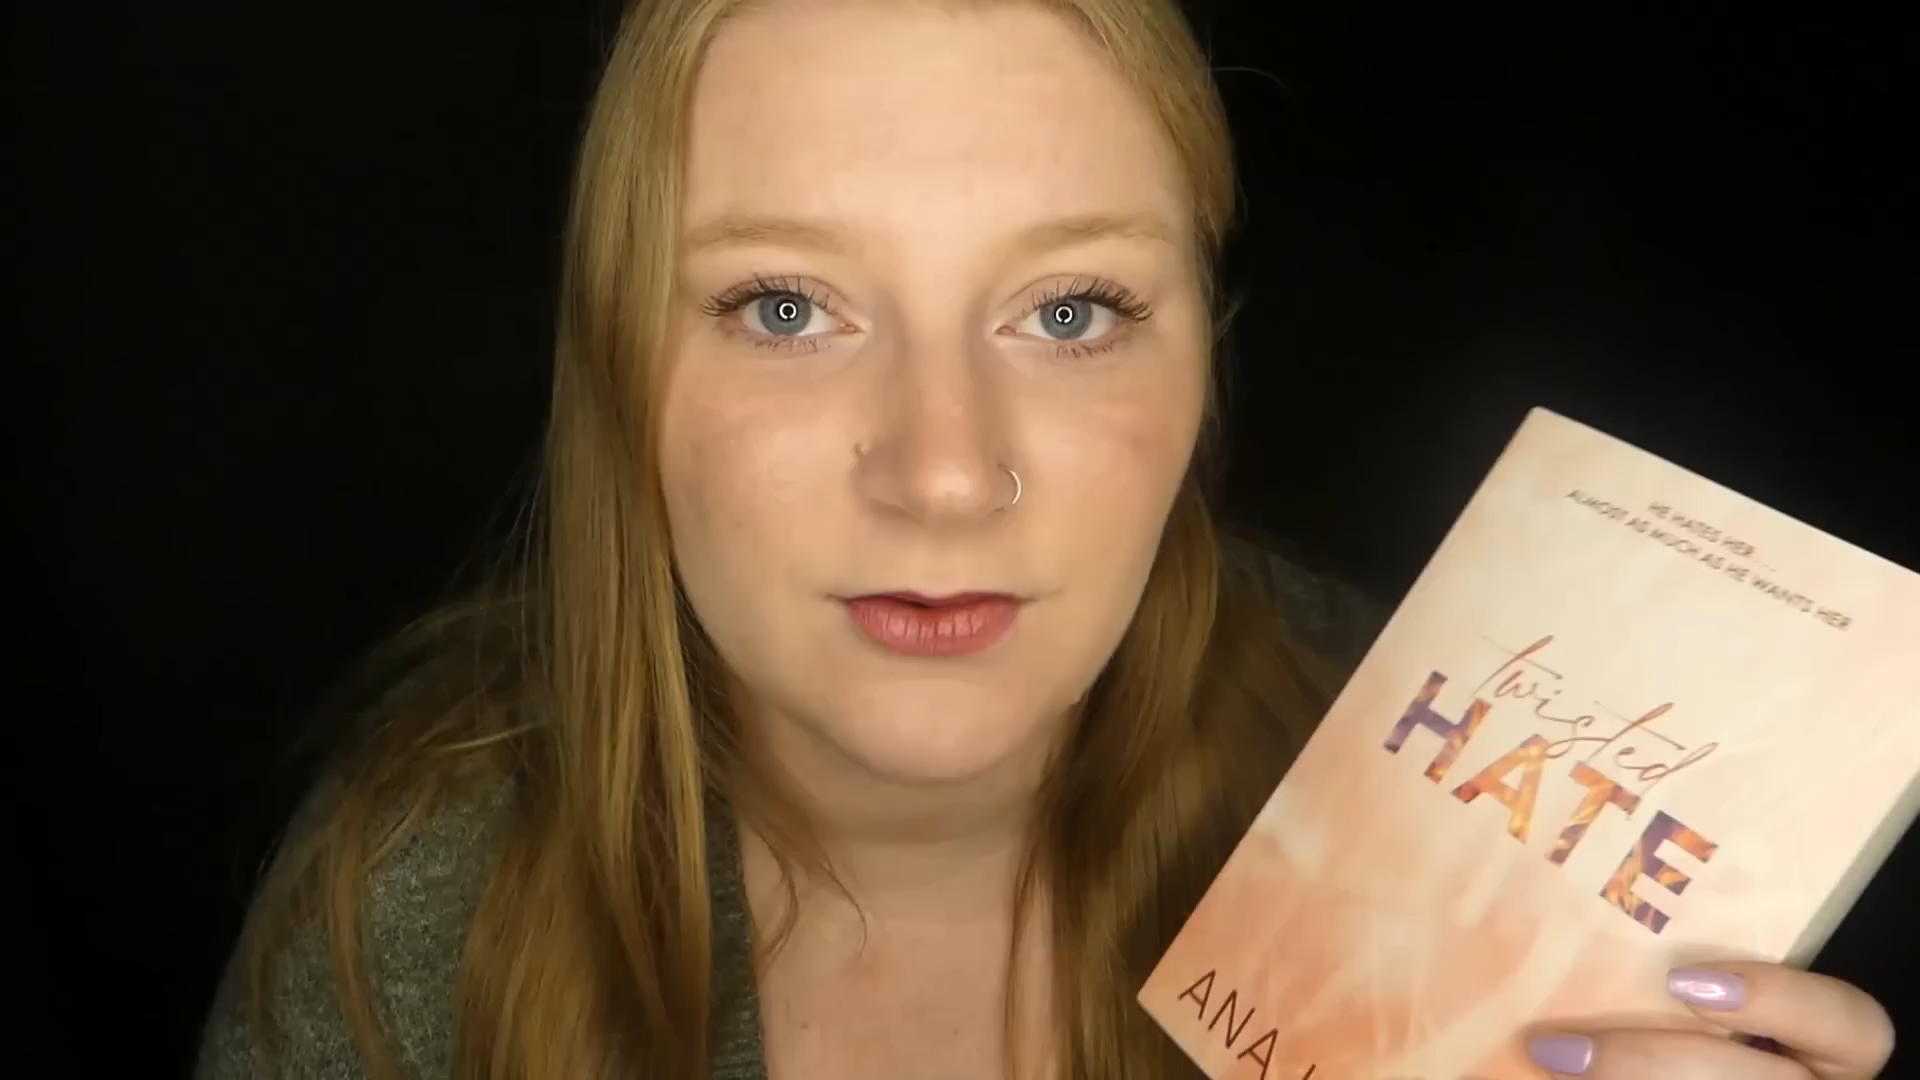 HE HATES HER...
ALMOST AS MUCH AS HE WANTS HER
twisted
HATE
ANA